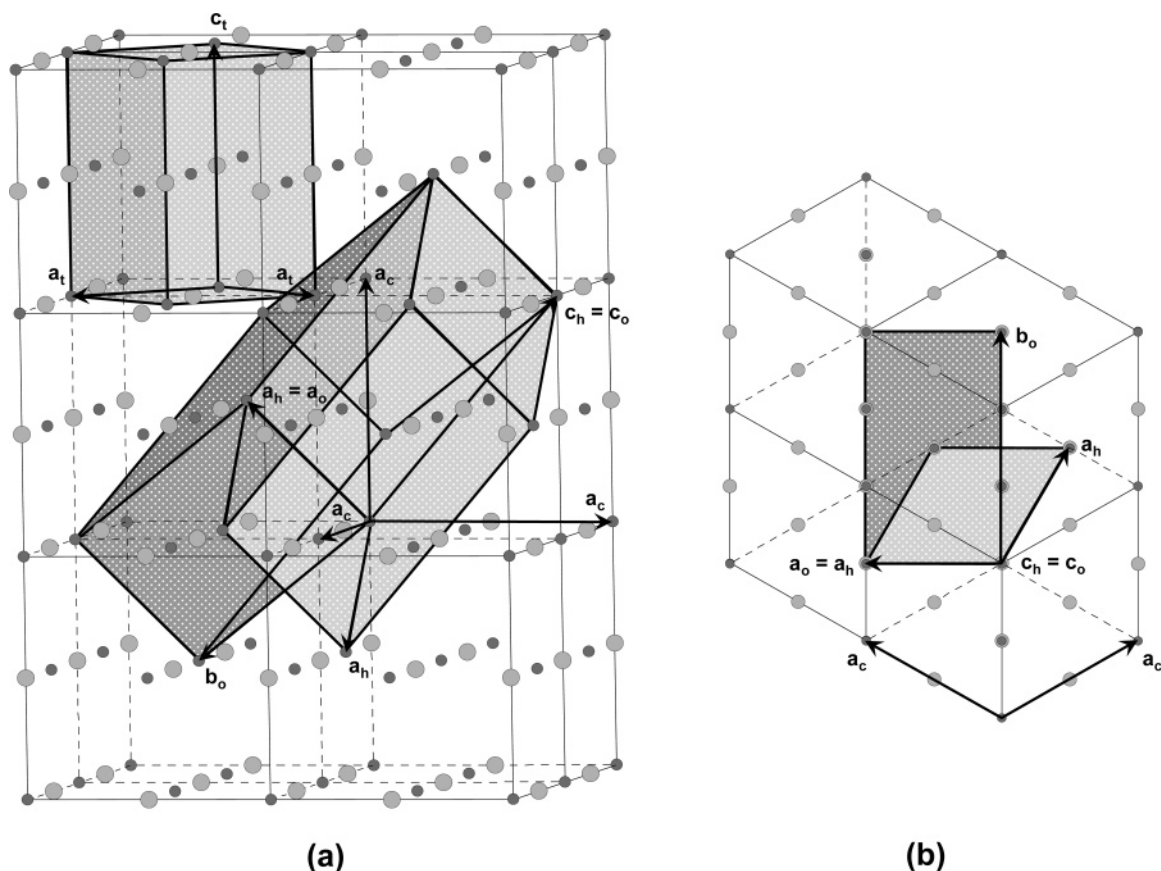 c_t
a_t
a_t
a_c
c_h = c_o
a_h = a_o
a_c
a_c
b_o
a_h
(a)
b_o
a_h
a_o = a_h
c_h = c_o
a_c
a_c
(b)